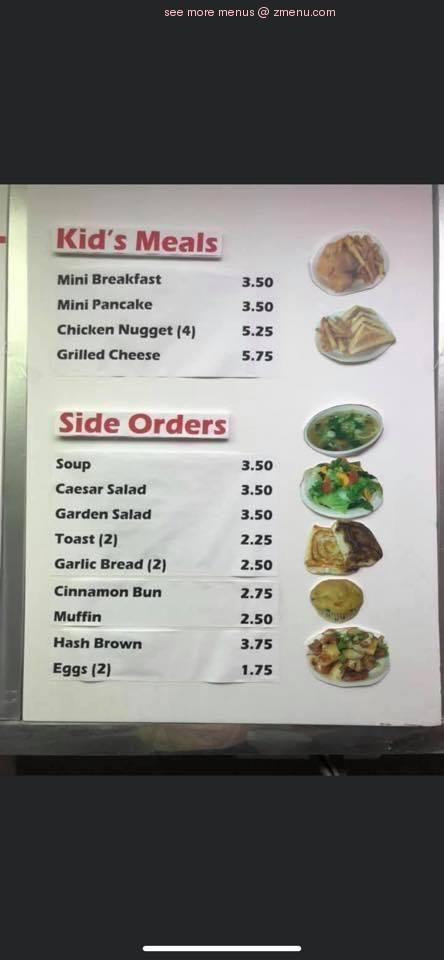 see more menus @ zmenu.com
Kid's Meals
Mini Breakfast 3.50
Mini Pancake 3.50
Chicken Nugget (4) 5.25
Grilled Cheese 5.75
Side Orders
Soup 3.50
Caesar Salad 3.50
Garden Salad 3.50
Toast (2) 2.25
Garlic Bread (2) 2.50
Cinnamon Bun 2.75
Muffin 2.50
Hash Brown 3.75
Eggs (2) 1.75